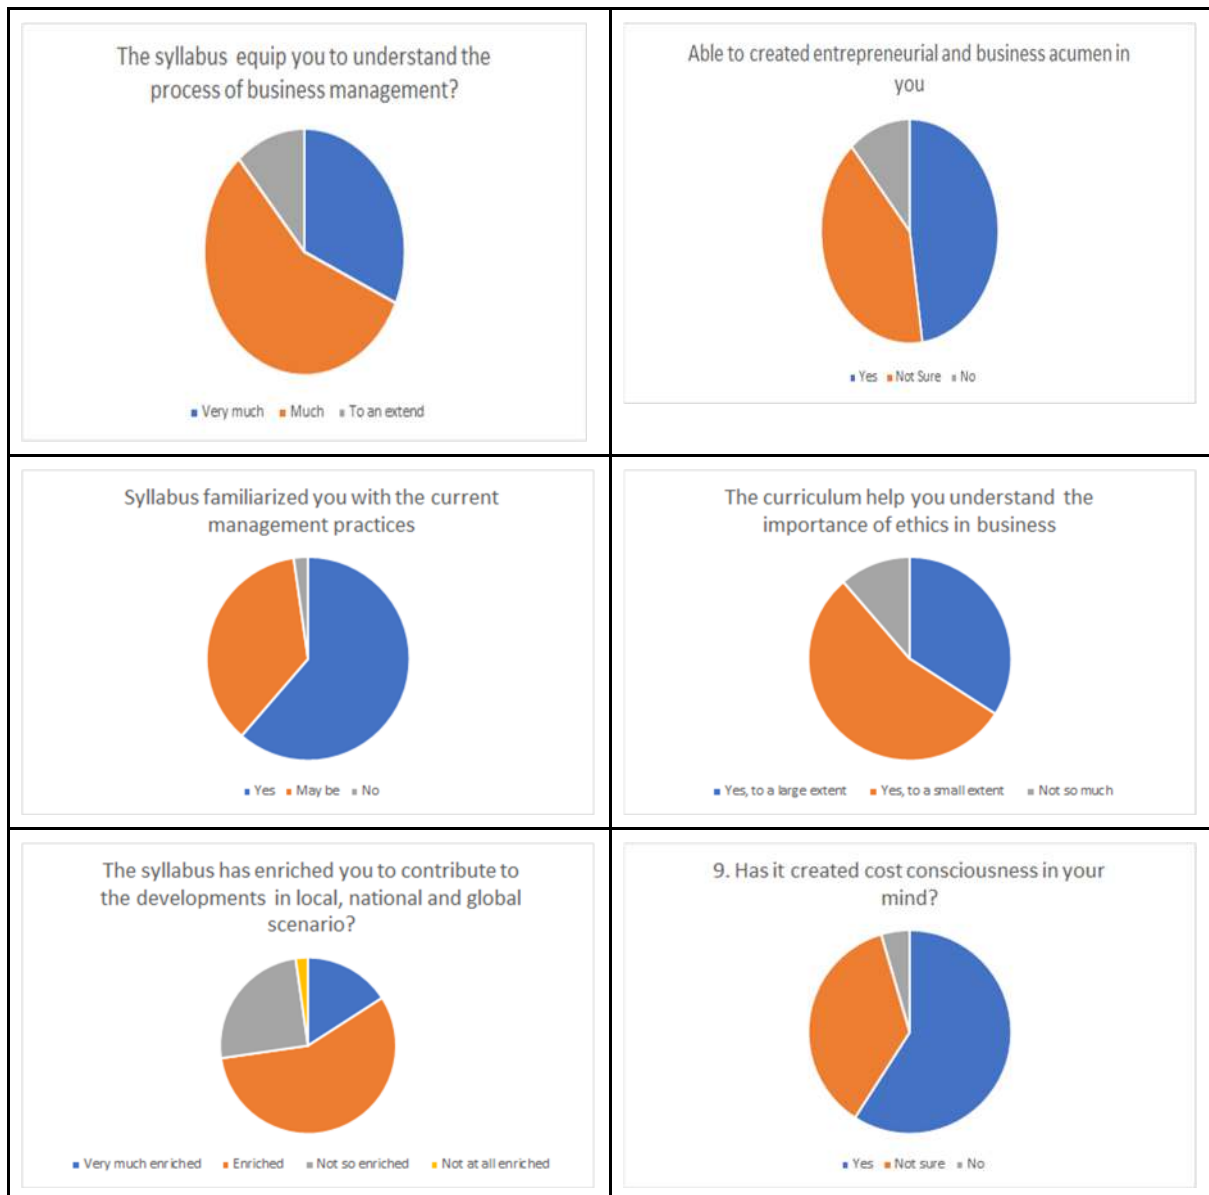 The syllabus equip you to understand the
process of business management?
Very much Much To an extend
Able to created entrepreneurial and business acumen in
you
Yes Not Sure No
Syllabus familiarized you with the current
management practices
Yes May be No
The curriculum help you understand the
importance of ethics in business
Yes, to a large extent Yes, to a small extent Not so much
The syllabus has enriched you to contribute to
the developments in local, national and global
scenario?
Very much enriched Enriched Not so enriched Not at all enriched
9. Has it created cost consciousness in your
mind?
Yes Not sure No